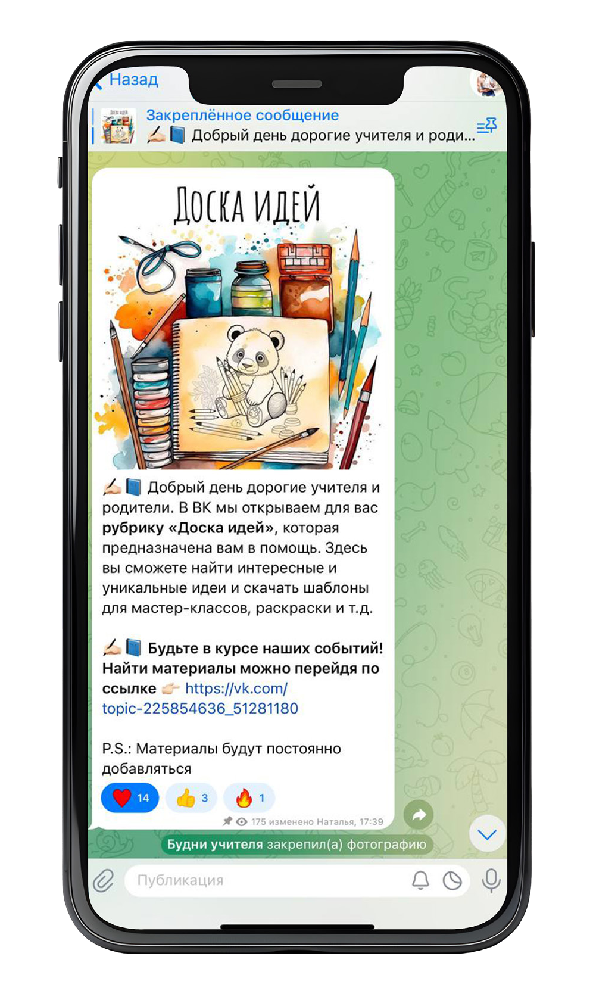 Назад
Закреплённое сообщение
✍🏻📘 Добрый день дорогие учителя и роди...
ДОСКА ИДЕЙ
ДОСКА ИДЕЙ
✍🏻📘 Добрый день дорогие учителя и
родители. В ВК мы открываем для вас
рубрику «Доска идей», которая
предназначена вам в помощь. Здесь
вы сможете найти интересные и
уникальные идеи и скачать шаблоны
для мастер-классов, раскраски и т.д.
✍🏻📘 Будьте в курсе наших событий!
Найти материалы можно перейдя по
ссылке 👉🏻 https://vk.com/
topic-225854636_51281180
P.S.: Материалы будут постоянно
добавляться
❤️ 14 👍 3 🔥 1
175 изменено Наталья, 17:39
Будни учителя закрепил(а) фотографию
Публикация